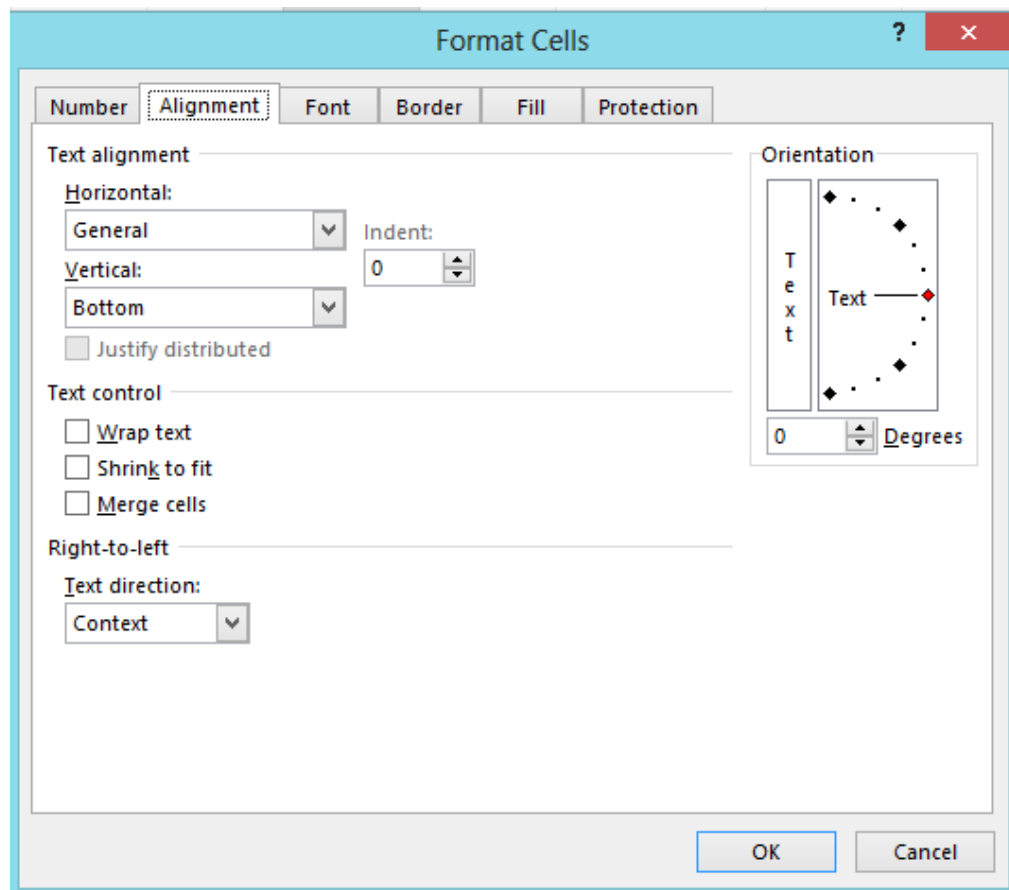 Format Cells
?
Number Alignment Font Border Fill Protection
Text alignment
Horizontal:
General
Indent:
0
Vertical:
Bottom
Justify distributed
Text control
Wrap text
Shrink to fit
Merge cells
Right-to-left
Text direction:
Context
Orientation
Text
Text
0 Degrees
OK Cancel